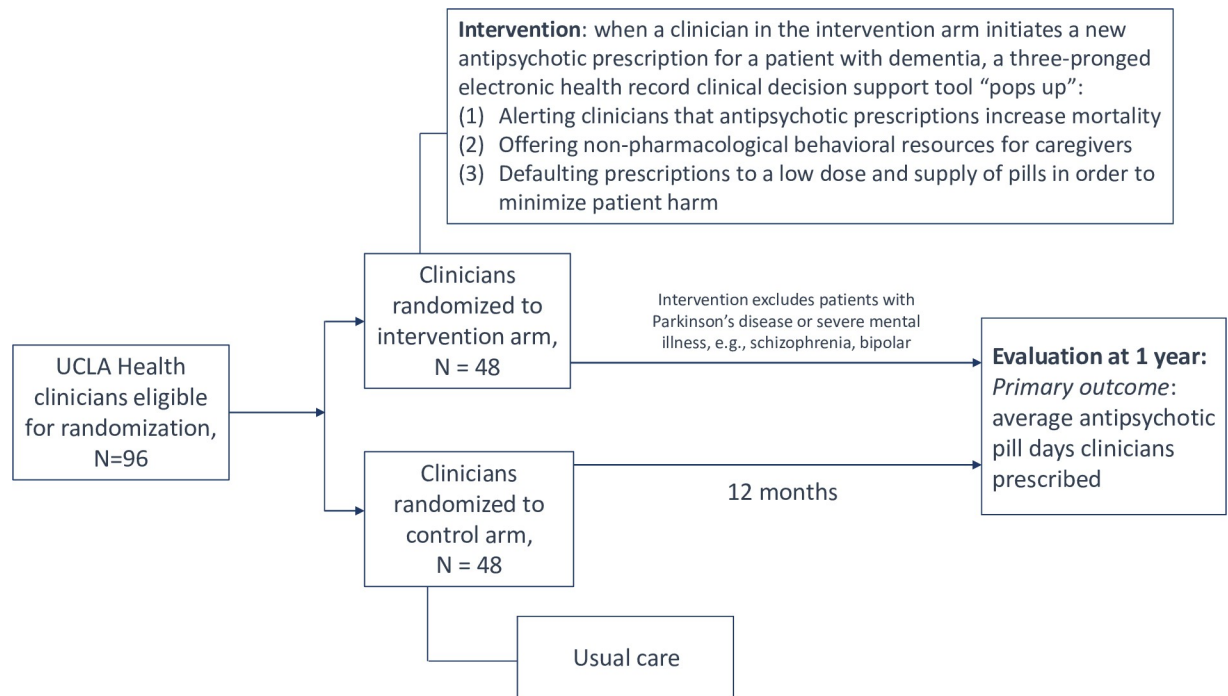 Intervention: when a clinician in the intervention arm initiates a new
antipsychotic prescription for a patient with dementia, a three-pronged
electronic health record clinical decision support tool “pops up”:
(1) Alerting clinicians that antipsychotic prescriptions increase mortality
(2) Offering non-pharmacological behavioral resources for caregivers
(3) Defaulting prescriptions to a low dose and supply of pills in order to
minimize patient harm
UCLA Health
clinicians eligible
for randomization,
N=96
Clinicians
randomized to
intervention arm,
N = 48
Intervention excludes patients with
Parkinson’s disease or severe mental
illness, e.g., schizophrenia, bipolar
Clinicians
randomized to
control arm,
N = 48
12 months
Usual care
Evaluation at 1 year:
Primary outcome:
average antipsychotic
pill days clinicians
prescribed